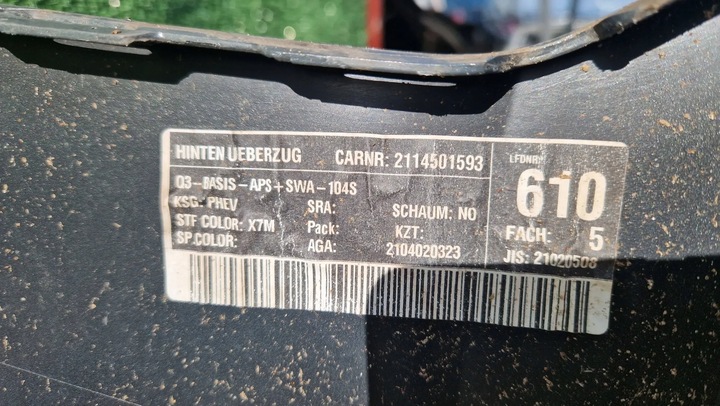 HINTEN UEBERZUG CARNR: 2114501593
Q3-BASIS-APS+SWA-104S
KSG: PHEV SRA: SCHAUM: NO
STF COLOR: X7M Pack: KZT:
SP.COLOR: AGA: 2104020323
LFDNR:
610
FACH: 5
JIS: 21020508